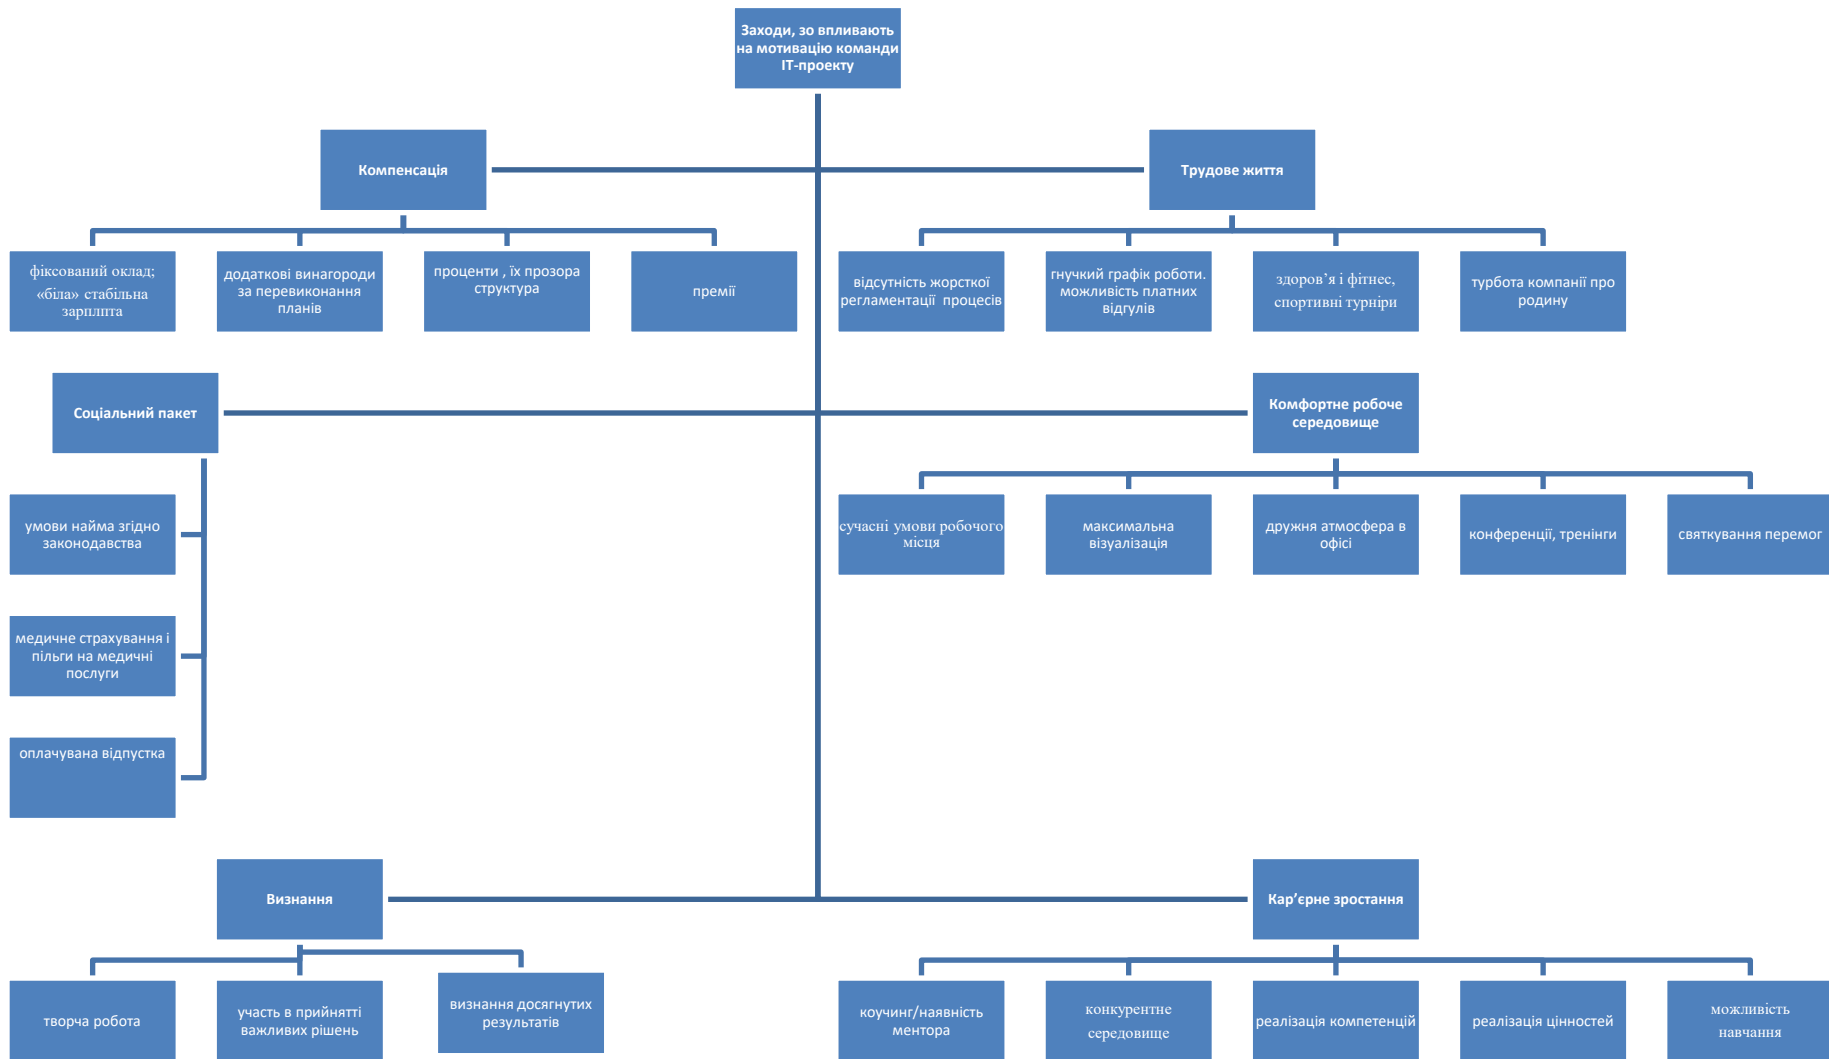 Заходи, зо впливають
на мотивацію команди
ІТ-проекту
Компенсація
Трудове життя
фіксований оклад;
«біла» стабільна
зарплпта
додаткові винагороди
за перевиконання
планів
проценти , їх прозора
структура
премії
відсутність жорсткої
регламентації процесів
гнучкий графік роботи.
можливість платних
відгулів
здоров’я і фітнес,
спортивні турніри
турбота компанії про
родину
Соціальний пакет
Комфортне робоче
середовище
умови найма згідно
законодавства
медичне страхування і
пільги на медичні
послуги
оплачувана відпустка
сучасні умови робочого
місця
максимальна
візуалізація
дружня атмосфера в
офісі
конференції, тренінги
святкування перемог
Визнання
Кар’єрне зростання
творча робота
участь в прийнятті
важливих рішень
визнання досягнутих
результатів
коучинг/наявність
ментора
конкурентне
середовище
реалізація компетенцій
реалізація цінностей
можливість
навчання